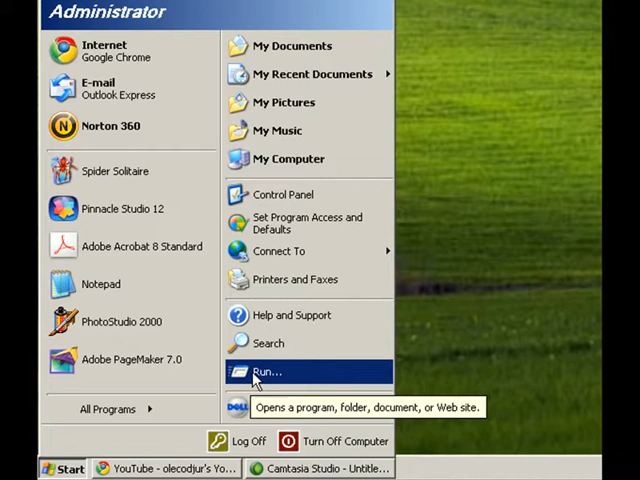 Administrator
Internet
Google Chrome
E-mail
Outlook Express
Norton 360
Spider Solitaire
Pinnacle Studio 12
Adobe Acrobat 8 Standard
Notepad
PhotoStudio 2000
Adobe PageMaker 7.0
All Programs
My Documents
My Recent Documents
My Pictures
My Music
My Computer
Control Panel
Set Program Access and
Defaults
Connect To
Printers and Faxes
Help and Support
Search
Run...
DELL
Opens a program, folder, document, or Web site.
Log Off
Turn Off Computer
Start
YouTube - olecodjur's Yo...
Camtasia Studio - Untitle...